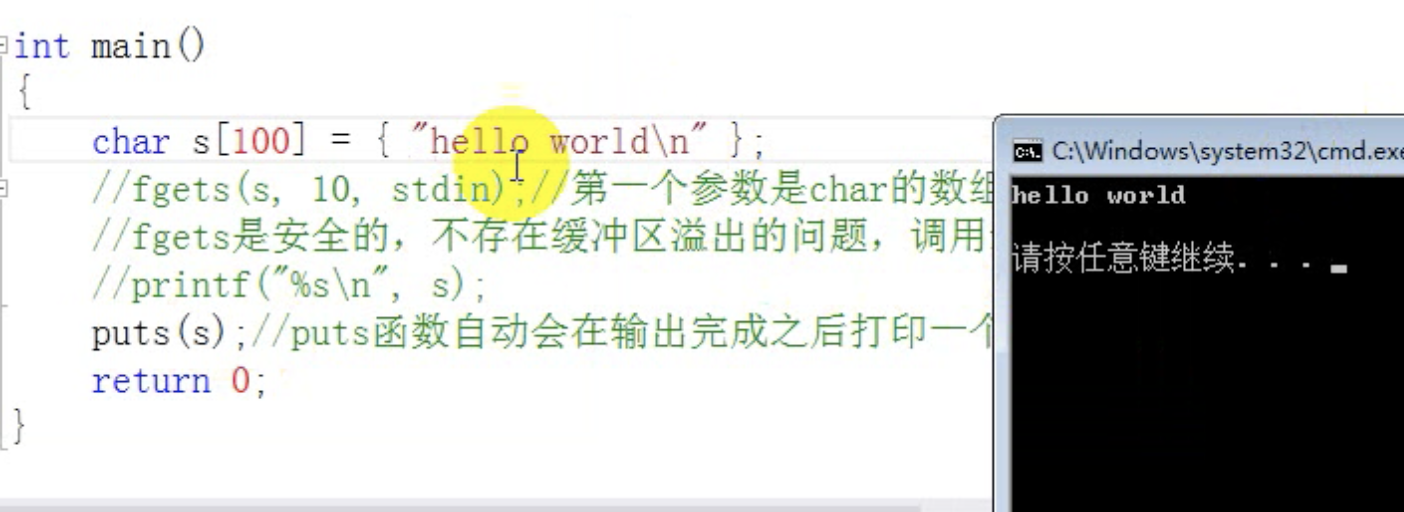 int main()
{
char s[100] = { "hello world\n" };
//fgets(s, 10, stdin);//第一个参数是char的数组
//fgets是安全的，不存在缓冲区溢出的问题，调用
//printf("%s\n", s);
puts(s);//puts函数自动会在输出完成之后打印一个
return 0;
}
C:\Windows\system32\cmd.exe
hello world
请按任意键继续. . .